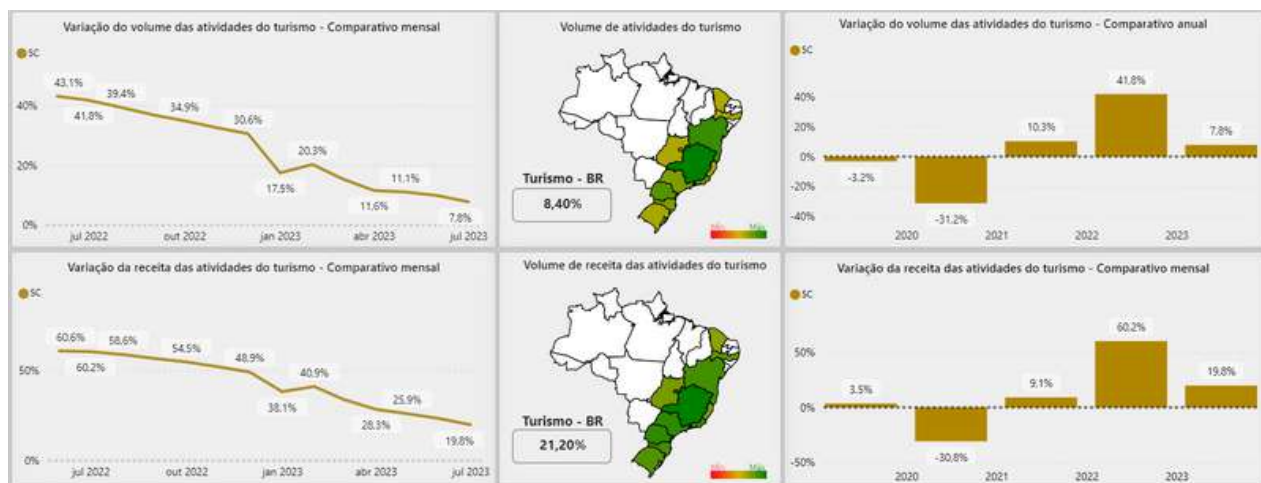 Variação do volume das atividades do turismo - Comparativo mensal
SC
43.1%
39.4%
40%
41,8%
34.9%
30.6%
20.3%
20%
17,5%
11.1%
11.6%
7.8%
0%
jul 2022
out 2022
jan 2023
abr 2023
jul 2023
Volume de atividades do turismo
Turismo - BR
8,40%
Variação do volume das atividades do turismo - Comparativo anual
SC
41.8%
40%
20%
10.3%
7.8%
0%
-3.2%
-20%
-31.2%
-40%
2020
2021
2022
2023
Variação da receita das atividades do turismo - Comparativo mensal
SC
60.6%
58.6%
54.5%
60.2%
48.9%
50%
40.9%
38.1%
25.9%
28.3%
19.8%
0%
jul 2022
out 2022
jan 2023
abr 2023
jul 2023
Volume de receita das atividades do turismo
Turismo - BR
21,20%
Variação da receita das atividades do turismo - Comparativo mensal
SC
60.2%
50%
19.8%
3.5%
9.1%
0%
-30,8%
-50%
2020
2021
2022
2023